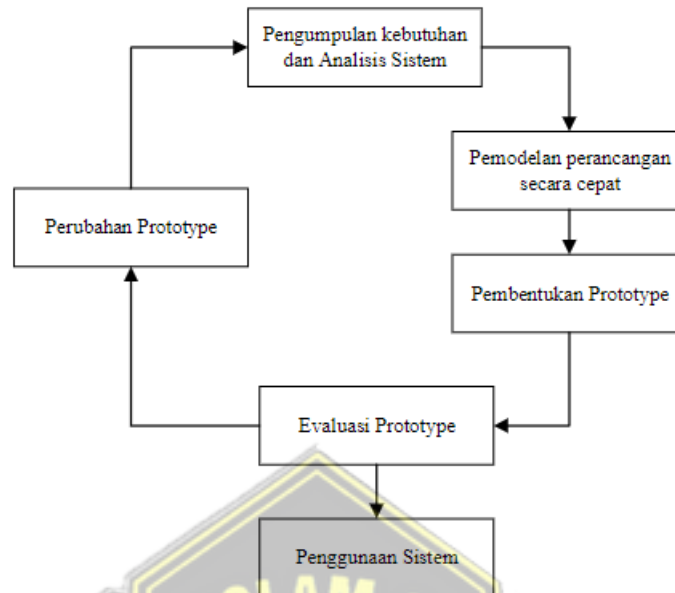 Pengumpulan kebutuhan
dan Analisis Sistem
Pemodelan perancangan
secara cepat
Perubahan Prototype
Pembentukan Prototype
Evaluasi Prototype
Penggunaan Sistem